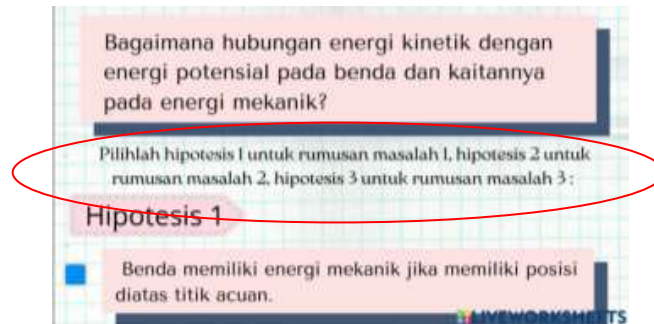 Bagaimana hubungan energi kinetik dengan
energi potensial pada benda dan kaitannya
pada energi mekanik?
Pilihlah hipotesis 1 untuk rumusan masalah 1, hipotesis 2 untuk
rumusan masalah 2, hipotesis 3 untuk rumusan masalah 3 :
Hipotesis 1
Benda memiliki energi mekanik jika memiliki posisi
diatas titik acuan.
LIVEWORKSHEETS